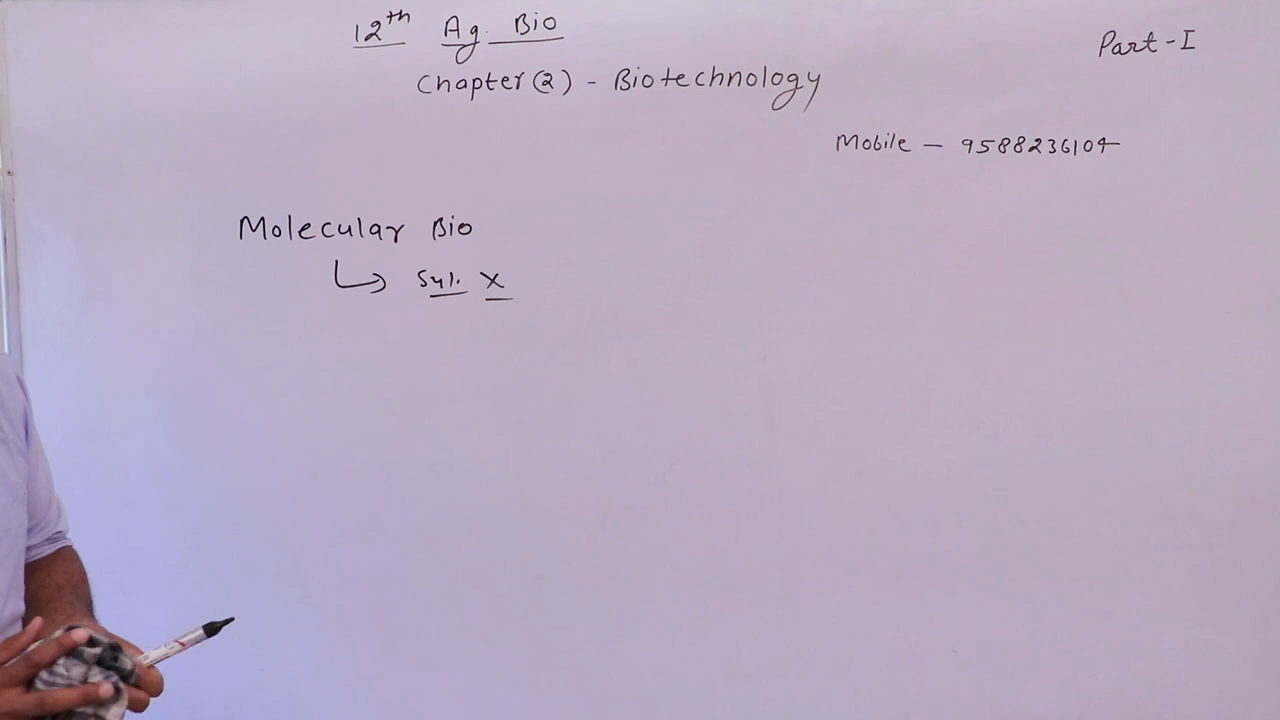 12th Ag. Bio
Part-I
Chapter(2) - Biotechnology
Mobile - 9588236104
Molecular Bio
Syl. X